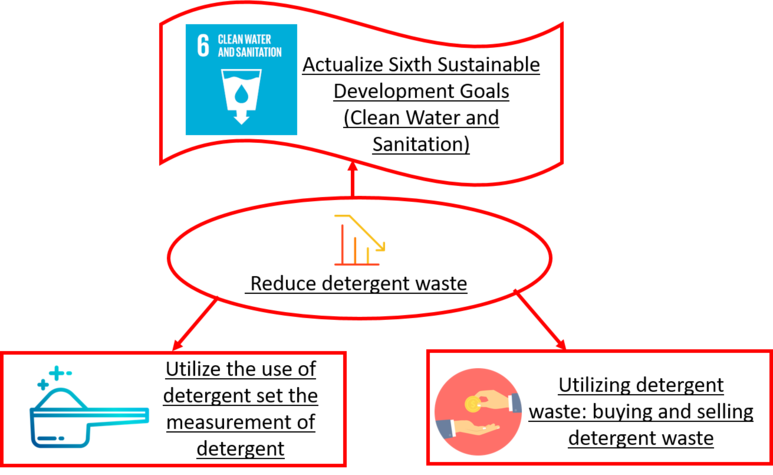 6 CLEAN WATER
AND SANITATION
Actualize Sixth Sustainable
Development Goals
(Clean Water and
Sanitation)
Reduce detergent waste
Utilize the use of
detergent set the
measurement of
detergent
Utilizing detergent
waste: buying and selling
detergent waste